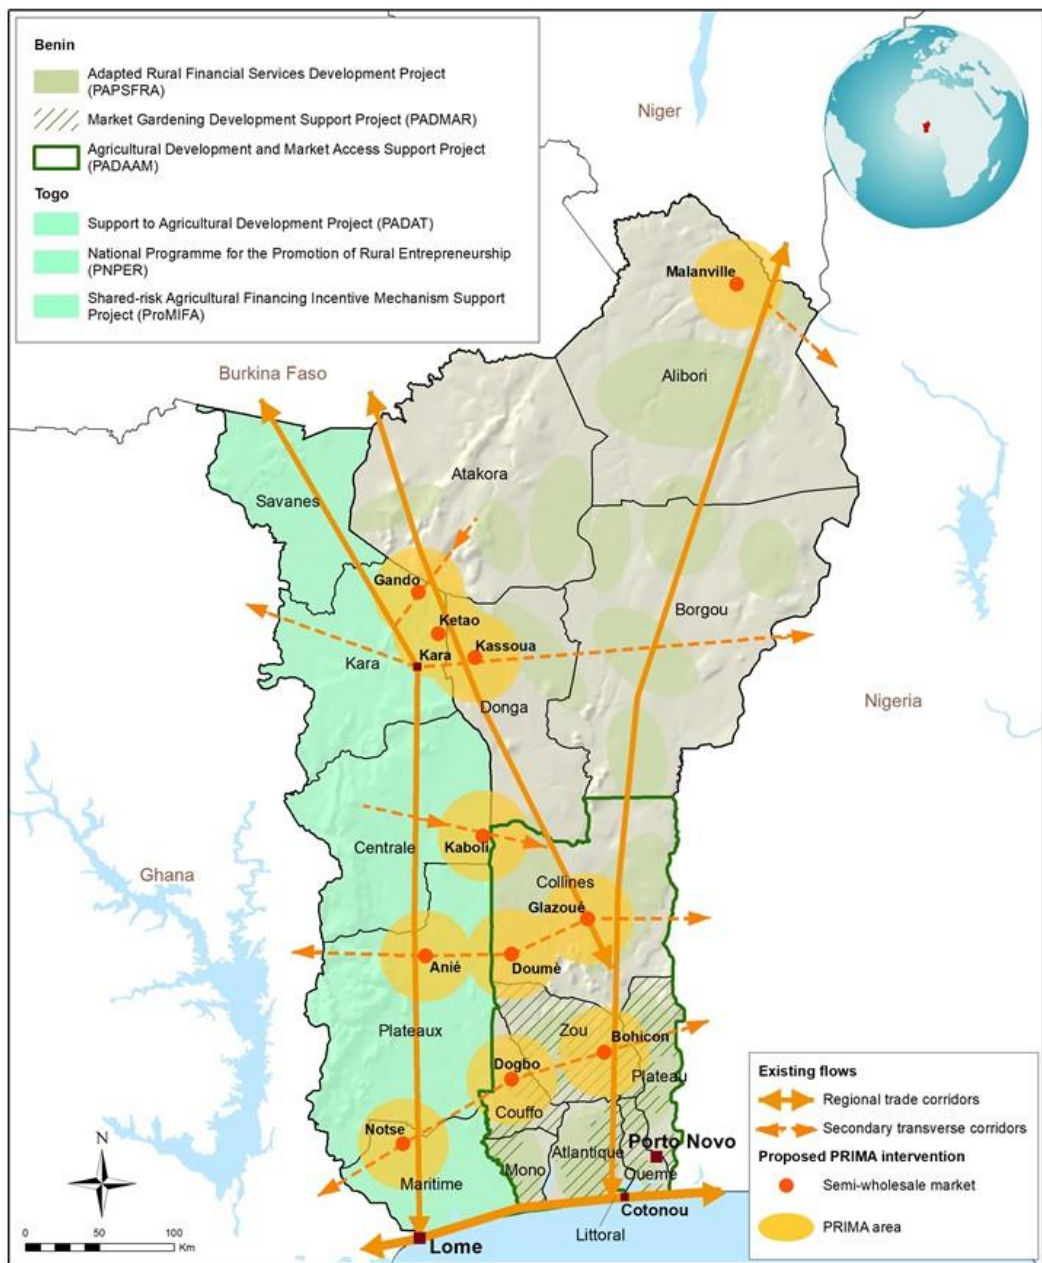 Benin
Adapted Rural Financial Services Development Project
(PAPSFRA)
Market Gardening Development Support Project (PADMAR)
Agricultural Development and Market Access Support Project
(PADAAM)
Togo
Support to Agricultural Development Project (PADAT)
National Programme for the Promotion of Rural Entrepreneurship
(PNPER)
Shared-risk Agricultural Financing Incentive Mechanism Support
Project (ProMIFA)
Niger
Malanville
Burkina Faso
Alibori
Atakora
Savanes
Gando
Ketao
Borgou
Kassoua
Kara
Kara
Donga
Nigeria
Kaboli
Centrale
Ghana
Collines
Glazoué
Anié
Doumè
Plateaux
Zou
Bohicon
Dogbo
Plateau
Couffo
Notse
Porto Novo
Atlantique
Mono
Oueme
Maritime
Cotonou
Littoral
Lome
N
0 50 100
Km
Existing flows
Regional trade corridors
Secondary transverse corridors
Proposed PRIMA intervention
Semi-wholesale market
PRIMA area